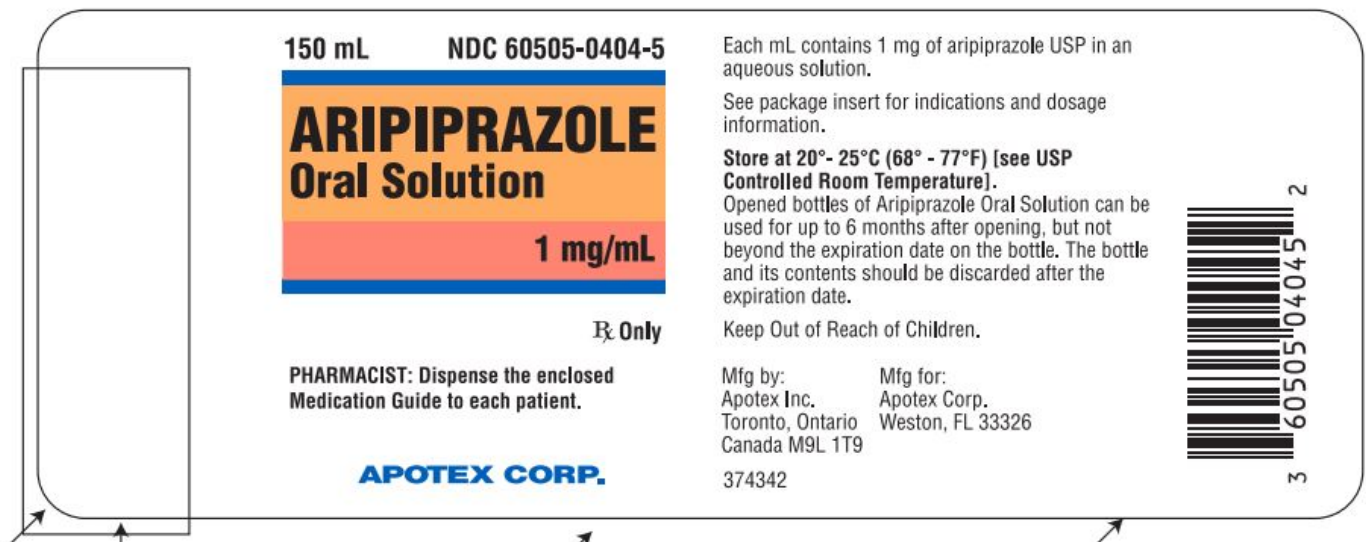 150 mL NDC 60505-0404-5
ARIPIPRAZOLE
Oral Solution
1 mg/mL
℞ Only
PHARMACIST: Dispense the enclosed
Medication Guide to each patient.
APOTEX CORP.
Each mL contains 1 mg of aripiprazole USP in an
aqueous solution.
See package insert for indications and dosage
information.
Store at 20°- 25°C (68° - 77°F) [see USP
Controlled Room Temperature].
Opened bottles of Aripiprazole Oral Solution can be
used for up to 6 months after opening, but not
beyond the expiration date on the bottle. The bottle
and its contents should be discarded after the
expiration date.
Keep Out of Reach of Children.
Mfg by: Mfg for:
Apotex Inc. Apotex Corp.
Toronto, Ontario Weston, FL 33326
Canada M9L 1T9
374342
3 60505 04045 2